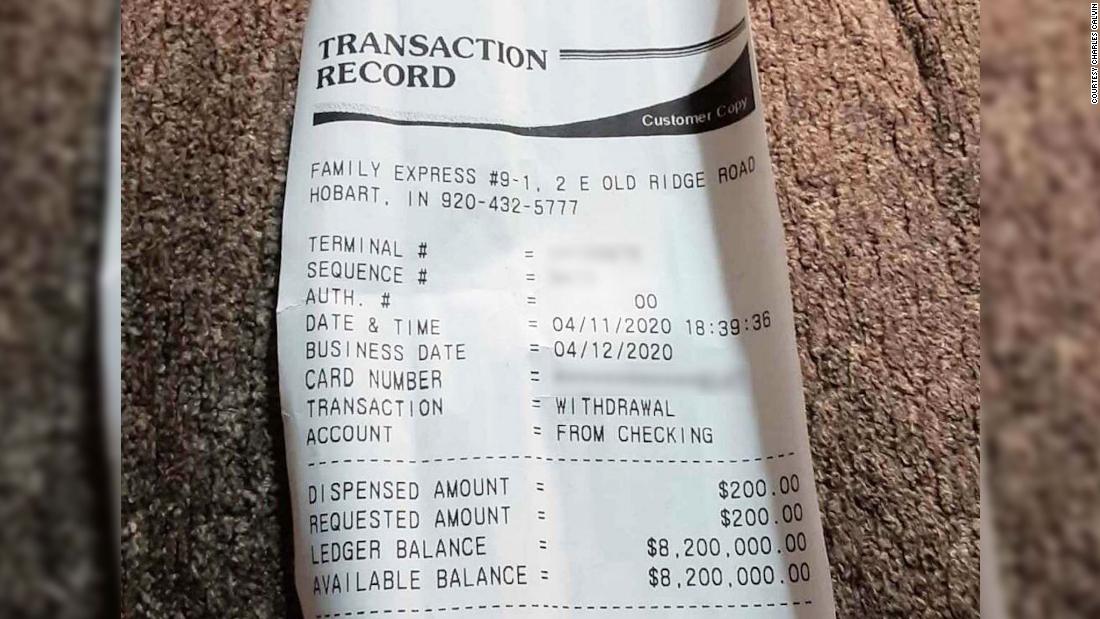 TRANSACTION
RECORD
Customer Copy
FAMILY EXPRESS #9-1, 2 E OLD RIDGE ROAD
HOBART, IN 920-432-5777
TERMINAL # =
SEQUENCE # =
AUTH. # = 00
DATE & TIME = 04/11/2020 18:39:36
BUSINESS DATE = 04/12/2020
CARD NUMBER =
TRANSACTION = WITHDRAWAL
ACCOUNT = FROM CHECKING
DISPENSED AMOUNT = $200.00
REQUESTED AMOUNT = $200.00
LEDGER BALANCE = $8,200,000.00
AVAILABLE BALANCE = $8,200,000.00
COURTESY CHARLES CALVIN